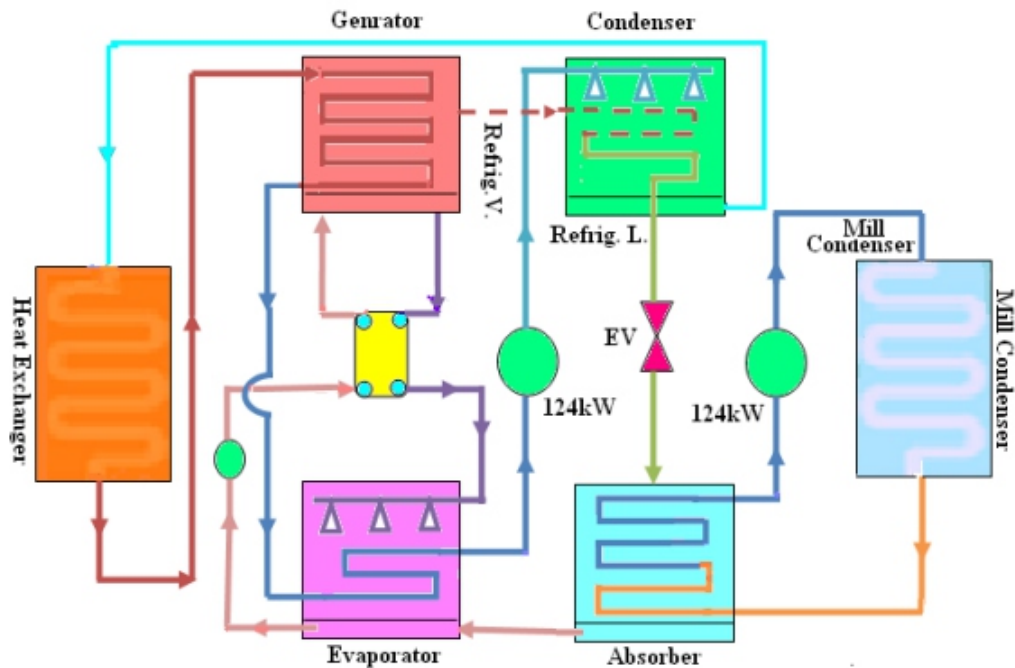 Genrator
Condenser
Refrig.V.
Refrig. L.
Mill
Condenser
Heat Exchanger
Mill Condenser
EV
124kW
124kW
Evaporator
Absorber